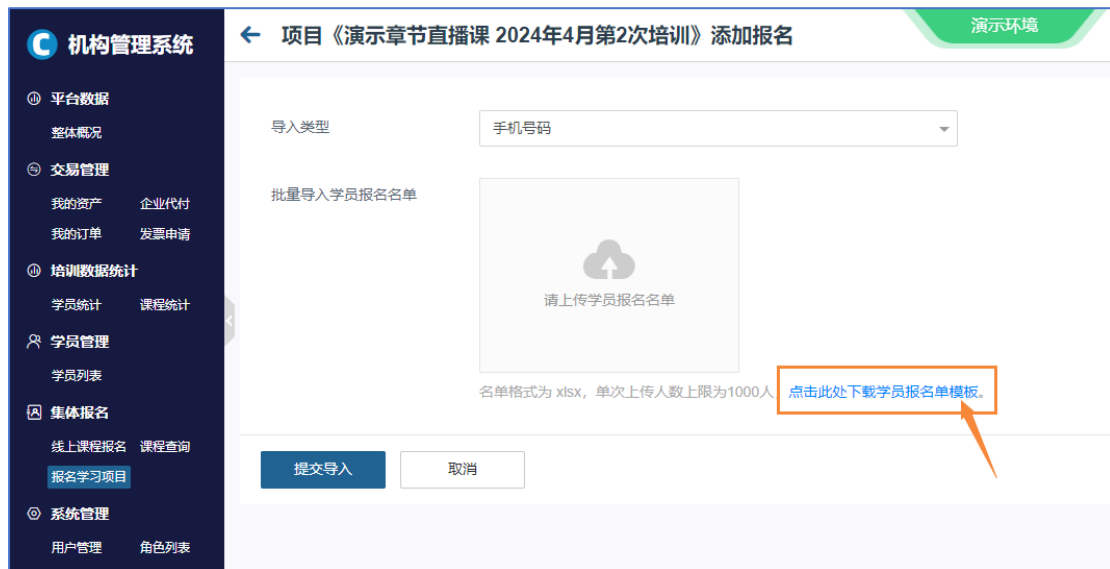 C 机构管理系统
← 项目《演示章节直播课 2024年4月第2次培训》添加报名
演示环境
平台数据
整体概况
交易管理
我的资产 企业代付
我的订单 发票申请
培训数据统计
学员统计 课程统计
学员管理
学员列表
集体报名
线上课程报名 课程查询
报名学习项目
系统管理
用户管理 角色列表
导入类型
手机号码
批量导入学员报名名单
请上传学员报名名单
名单格式为 xlsx，单次上传人数上限为1000人 点击此处下载学员报名单模板。
提交导入 取消